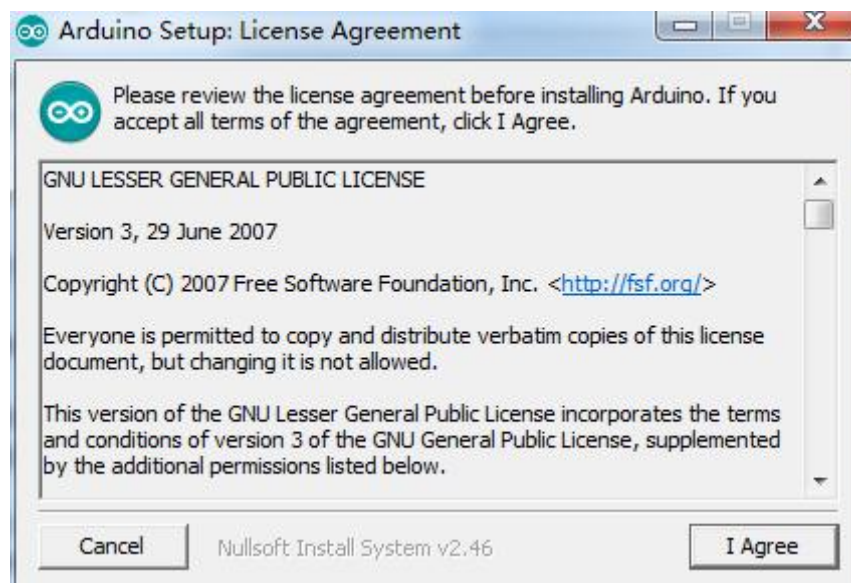 Arduino Setup: License Agreement
Please review the license agreement before installing Arduino. If you
accept all terms of the agreement, click I Agree.
GNU LESSER GENERAL PUBLIC LICENSE
Version 3, 29 June 2007
Copyright (C) 2007 Free Software Foundation, Inc. <http://fsf.org/>
Everyone is permitted to copy and distribute verbatim copies of this license
document, but changing it is not allowed.
This version of the GNU Lesser General Public License incorporates the terms
and conditions of version 3 of the GNU General Public License, supplemented
by the additional permissions listed below.
Cancel
Nullsoft Install System v2.46
I Agree